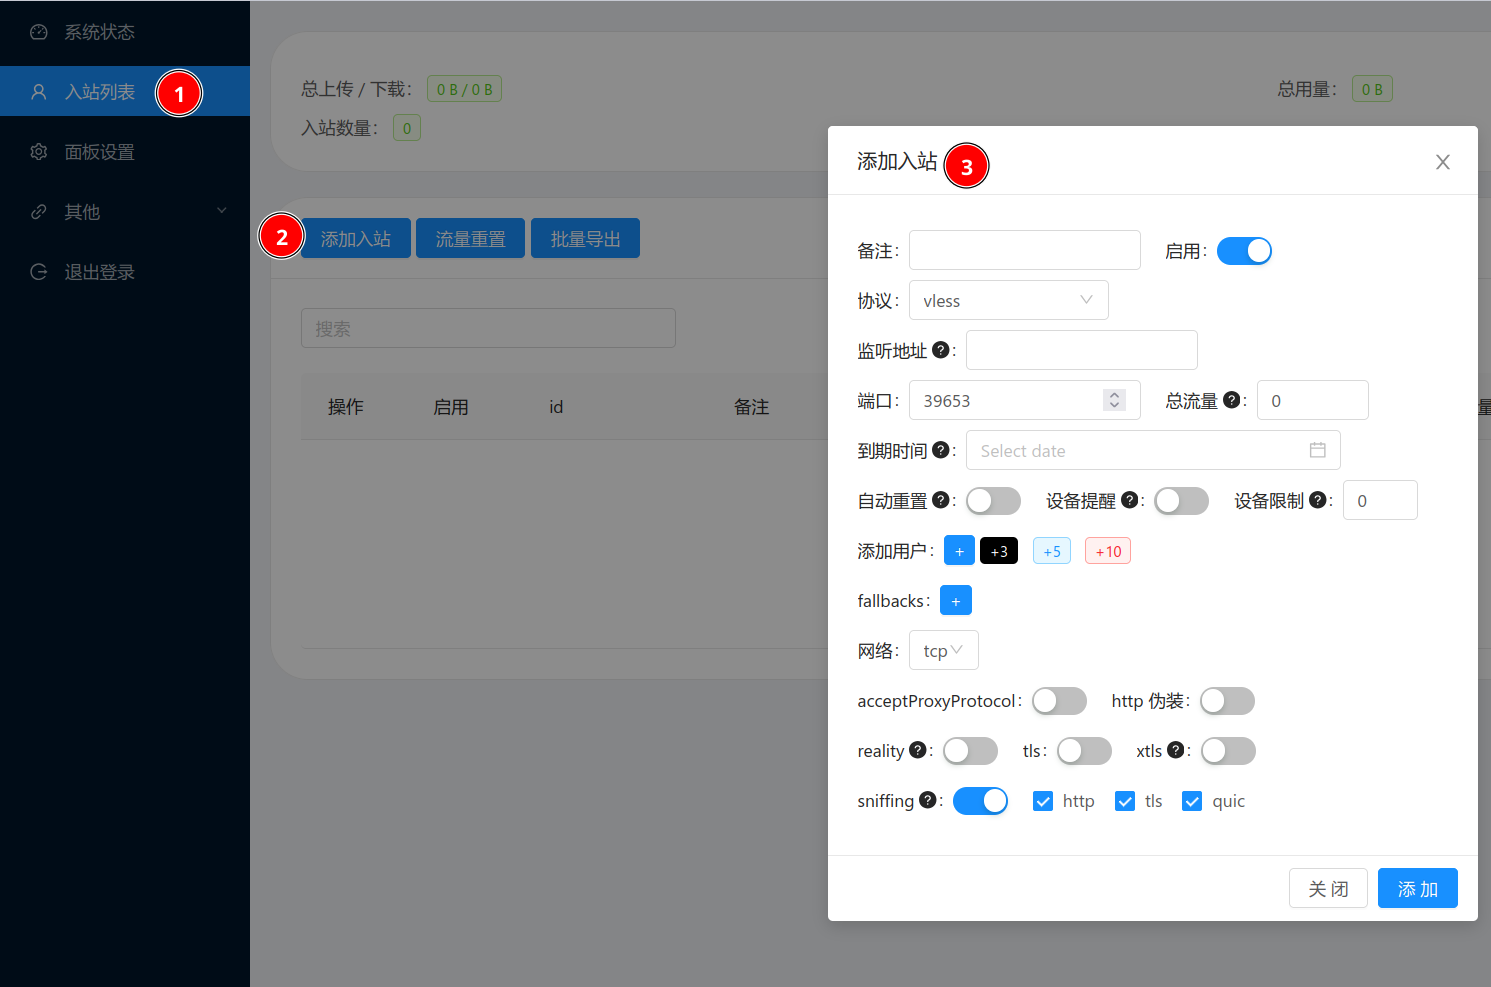 系统状态
入站列表
1
面板设置
其他
退出登录
总上传 / 下载： 0 B / 0 B
总用量： 0 B
入站数量： 0
2
添加入站
流量重置
批量导出
搜索
操作 启用 id 备注 量
添加入站 3
备注： 启用：
协议： vless
监听地址 ?：
端口： 39653 总流量 ?： 0
到期时间 ?： Select date
自动重置 ?： 设备提醒 ?： 设备限制 ?： 0
添加用户： + +3 +5 +10
fallbacks： +
网络： tcp
acceptProxyProtocol： http 伪装：
reality ?： tls： xtls ?：
sniffing ?： http tls quic
关 闭 添 加